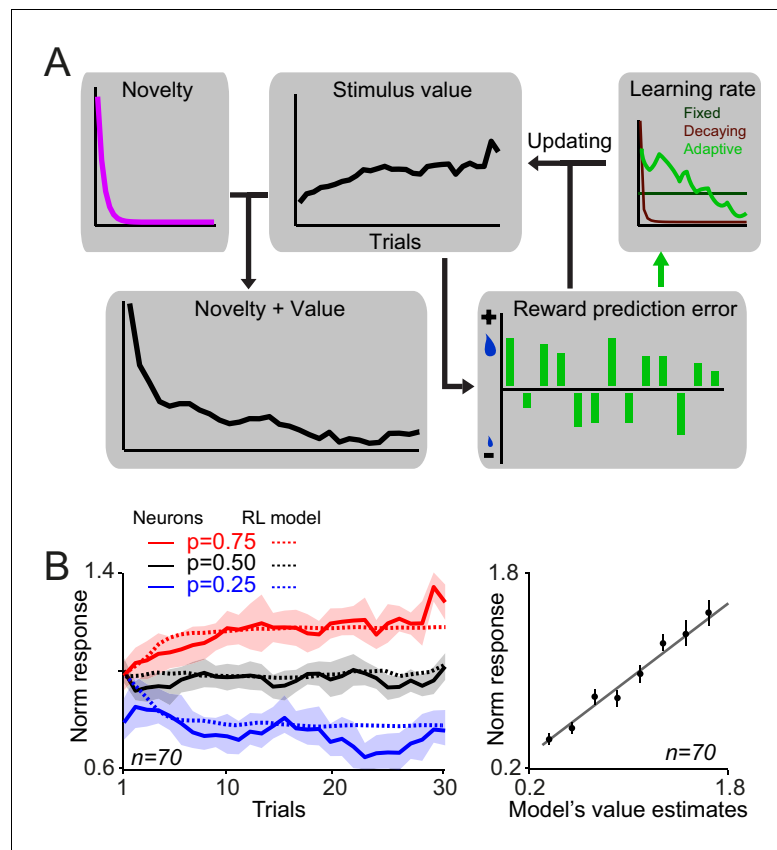 A
Novelty
Stimulus value
Trials
Learning rate
Fixed
Decaying
Adaptive
Updating
Novelty + Value
Reward prediction error
+
-
B
Neurons RL model
p=0.75
p=0.50
p=0.25
Norm response
1.4
0.6
n=70
1 10 20 30
Trials
Norm response
1.8
0.2
n=70
0.2 1.8
Model's value estimates